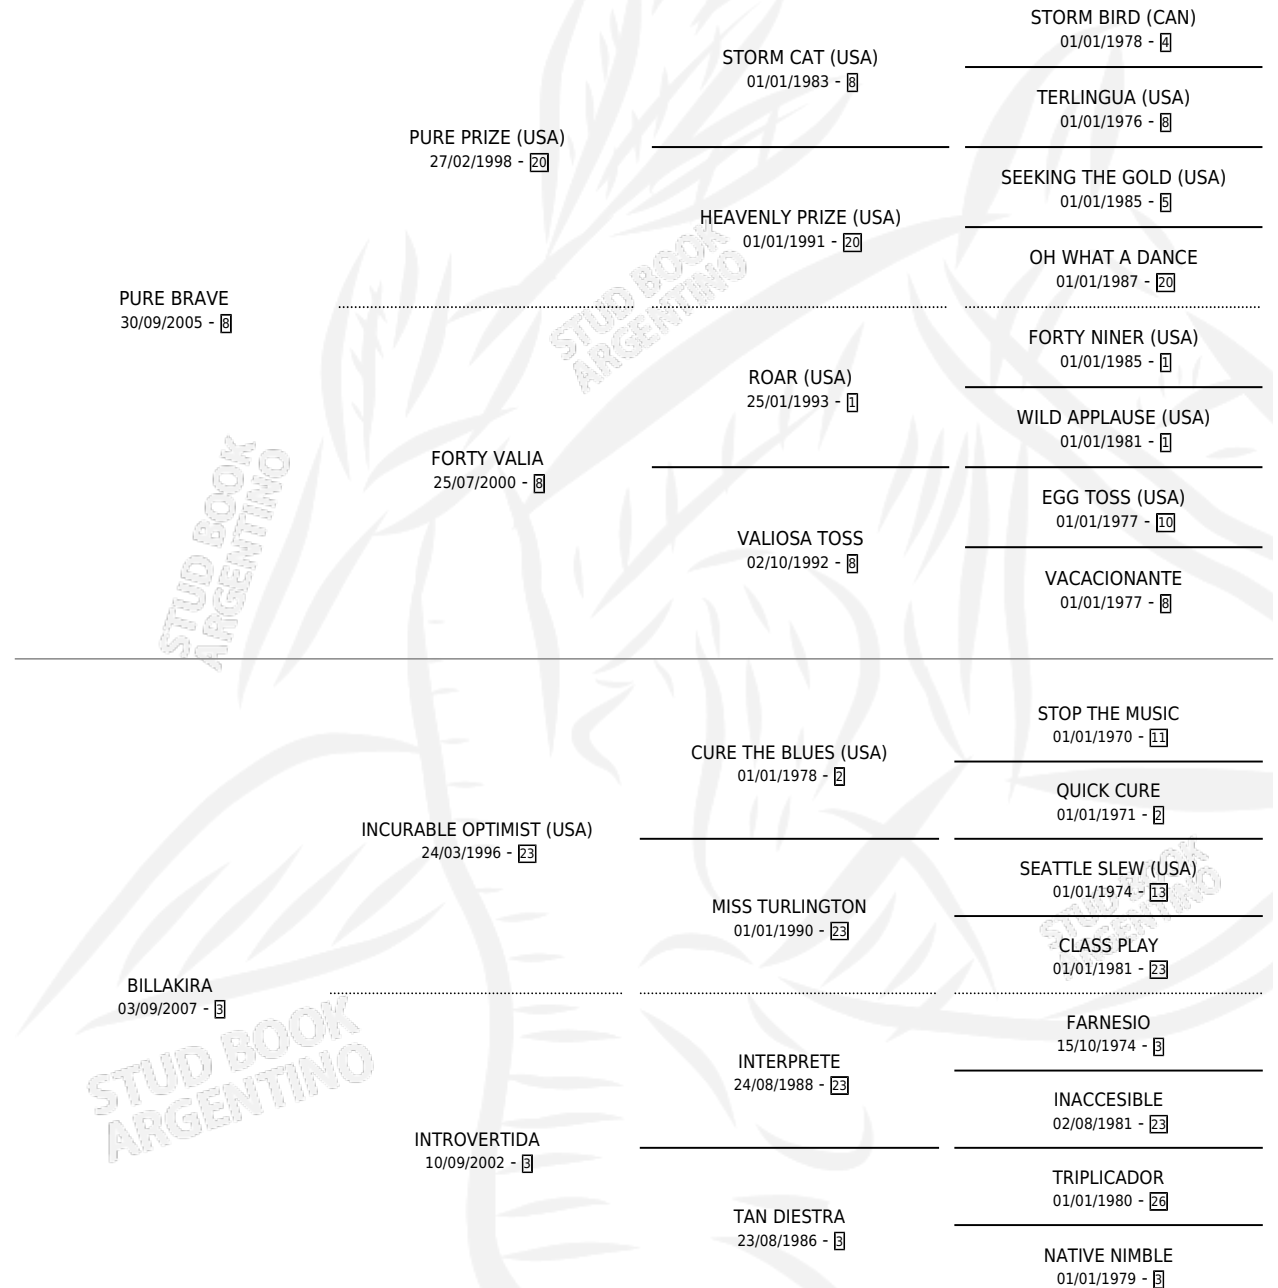 STORM BIRD (CAN)
01/01/1978 - 4
STORM CAT (USA)
01/01/1983 - 8
TERLINGUA (USA)
01/01/1976 - 8
PURE PRIZE (USA)
27/02/1998 - 20
SEEKING THE GOLD (USA)
01/01/1985 - 5
HEAVENLY PRIZE (USA)
01/01/1991 - 20
OH WHAT A DANCE
01/01/1987 - 20
PURE BRAVE
30/09/2005 - 8
STUD BOOK
ARGENTINO
FORTY NINER (USA)
01/01/1985 - 1
ROAR (USA)
25/01/1993 - 1
WILD APPLAUSE (USA)
01/01/1981 - 1
FORTY VALIA
25/07/2000 - 8
EGG TOSS (USA)
01/01/1977 - 10
VALIOSA TOSS
02/10/1992 - 8
VACACIONANTE
01/01/1977 - 8
STUD BOOK
ARGENTINO
STOP THE MUSIC
01/01/1970 - 11
CURE THE BLUES (USA)
01/01/1978 - 2
QUICK CURE
01/01/1971 - 2
INCURABLE OPTIMIST (USA)
24/03/1996 - 23
SEATTLE SLEW (USA)
01/01/1974 - 13
MISS TURLINGTON
01/01/1990 - 23
STUD BOOK
ARGENTINO
CLASS PLAY
01/01/1981 - 23
BILLAKIRA
03/09/2007 - 3
STUD BOOK
ARGENTINO
FARNESIO
15/10/1974 - 3
INTERPRETE
24/08/1988 - 23
INACCESIBLE
02/08/1981 - 23
INTROVERTIDA
10/09/2002 - 3
TRIPLICADOR
01/01/1980 - 26
TAN DIESTRA
23/08/1986 - 3
NATIVE NIMBLE
01/01/1979 - 3